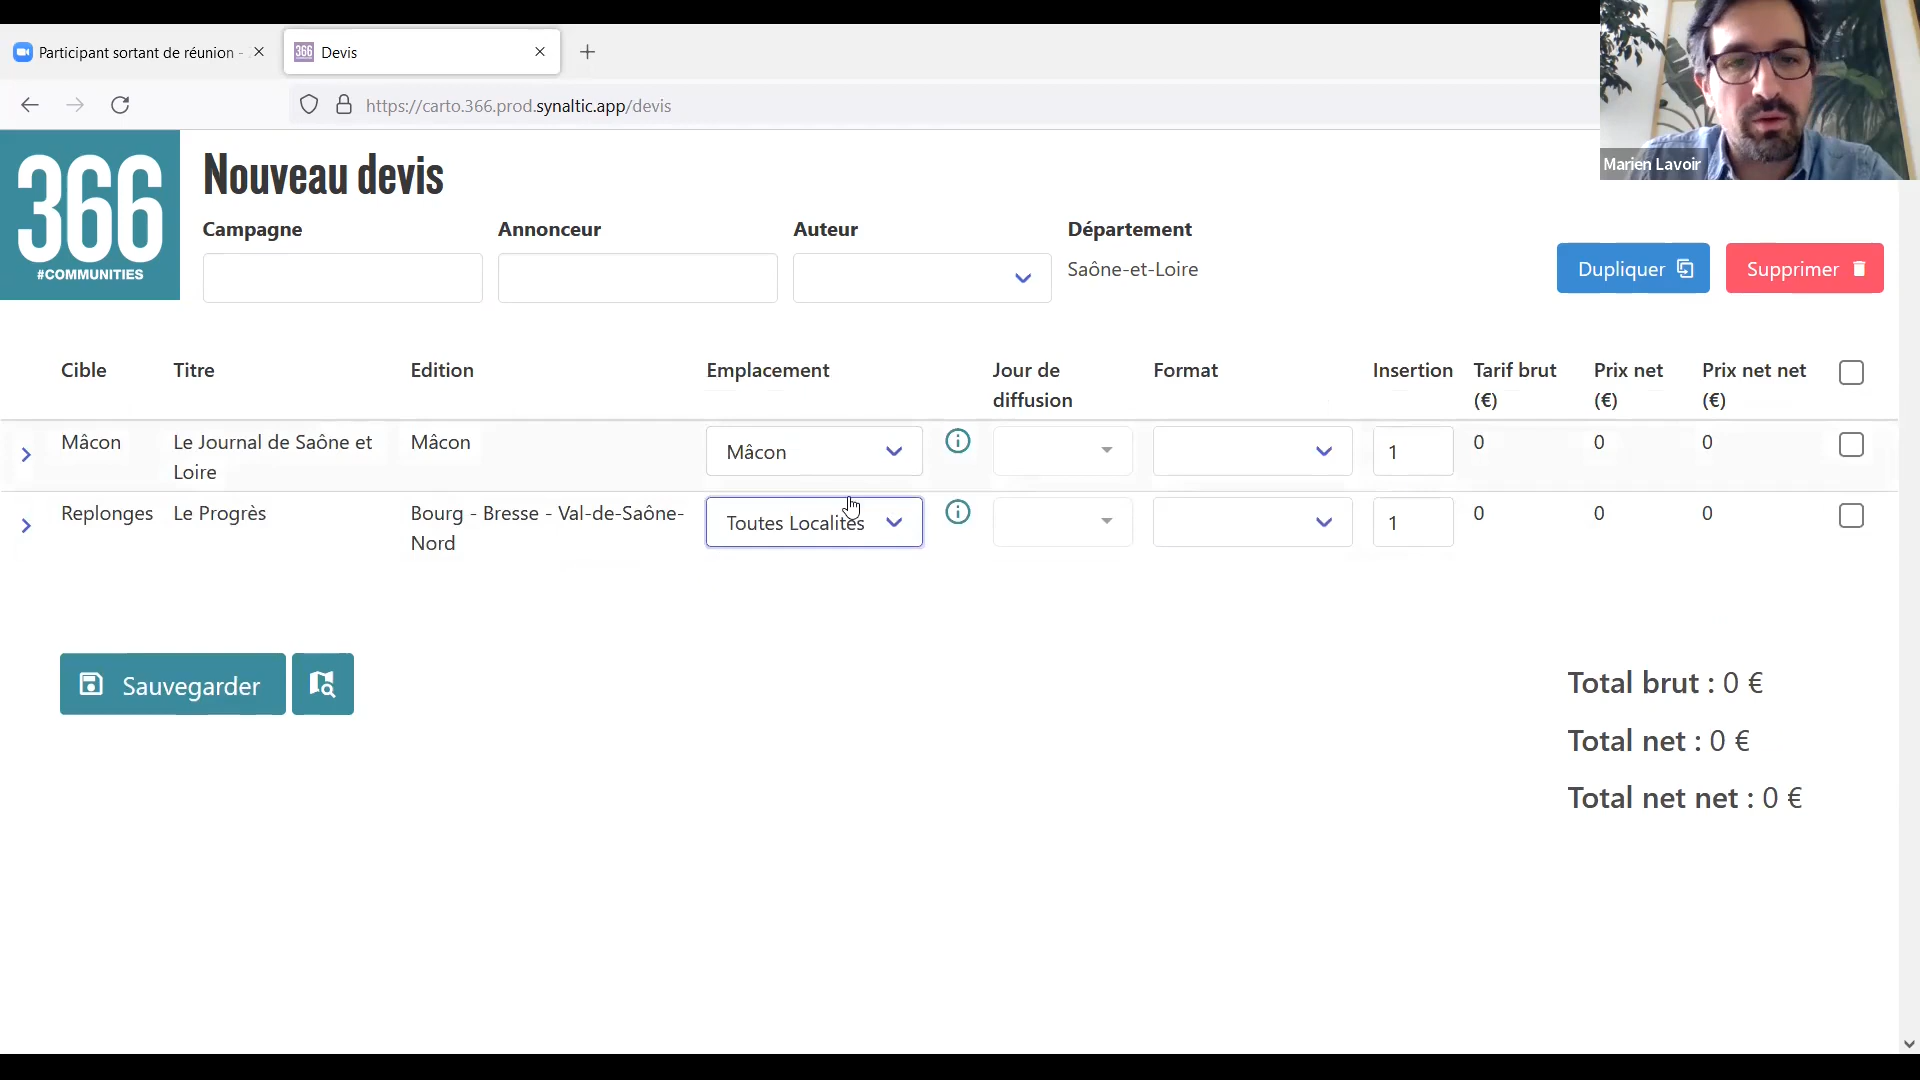 Participant sortant de réunion -
366 Devis
https://carto.366.prod.synaltic.app/devis
Marien Lavoir
366
#COMMUNITIES
Nouveau devis
Campagne Annonceur Auteur Département
Saône-et-Loire
Dupliquer Supprimer
Cible Titre Edition Emplacement Jour de Format Insertion Tarif brut Prix net Prix net net
diffusion (€) (€) (€)
Mâcon Le Journal de Saône et Mâcon Mâcon 1 0 0 0
Loire
Replonges Le Progrès Bourg - Bresse - Val-de-Saône- Toutes Localités 1 0 0 0
Nord
Sauvegarder
Total brut : 0 €
Total net : 0 €
Total net net : 0 €